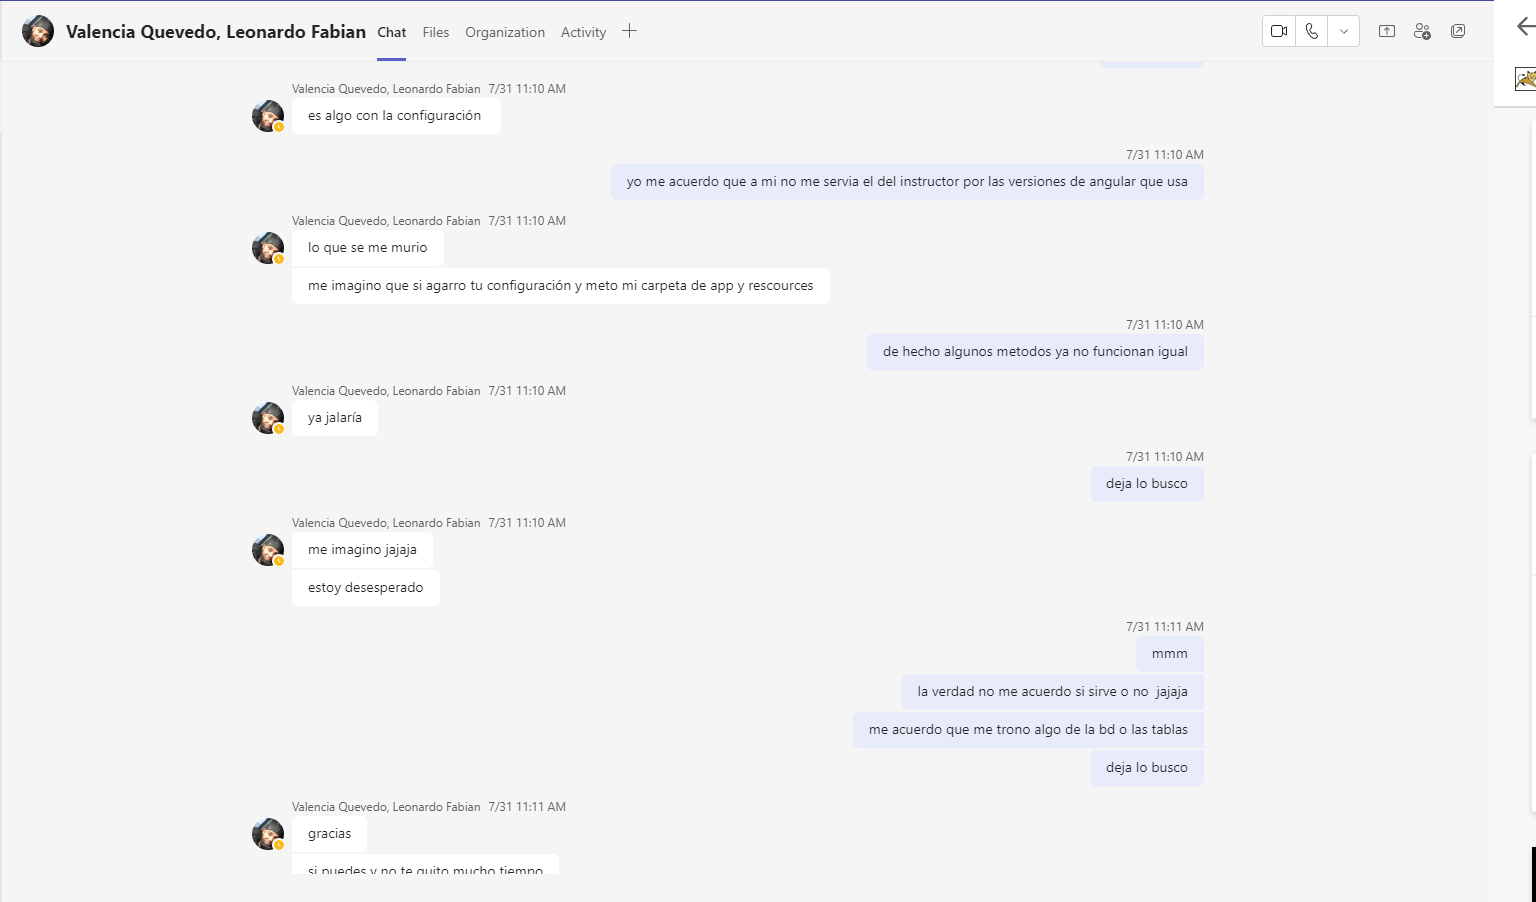 Valencia Quevedo, Leonardo Fabian Chat Files Organization Activity
Valencia Quevedo, Leonardo Fabian 7/31 11:10 AM
es algo con la configuración
7/31 11:10 AM
yo me acuerdo que a mi no me servia el del instructor por las versiones de angular que usa
Valencia Quevedo, Leonardo Fabian 7/31 11:10 AM
lo que se me murio
me imagino que si agarro tu configuración y meto mi carpeta de app y rescources
7/31 11:10 AM
de hecho algunos metodos ya no funcionan igual
Valencia Quevedo, Leonardo Fabian 7/31 11:10 AM
ya jalaría
7/31 11:10 AM
deja lo busco
Valencia Quevedo, Leonardo Fabian 7/31 11:10 AM
me imagino jajaja
estoy desesperado
7/31 11:11 AM
mmm
la verdad no me acuerdo si sirve o no jajaja
me acuerdo que me trono algo de la bd o las tablas
deja lo busco
Valencia Quevedo, Leonardo Fabian 7/31 11:11 AM
gracias
si puedes y no te quito mucho tiempo